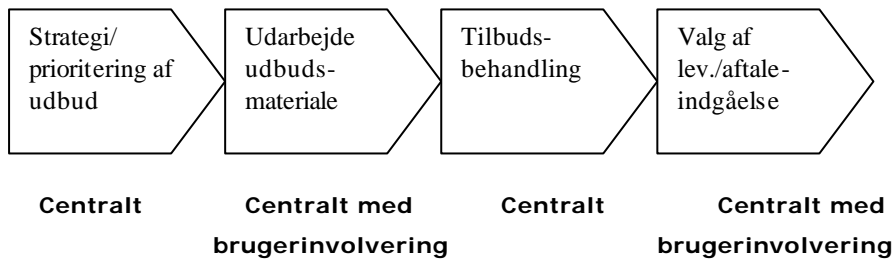 Strategi/
prioritering af
udbud
Udarbejde
udbuds-
materiale
Tilbuds-
behandling
Valg af
lev./aftale-
indgåelse
Centralt
Centralt med
brugerinvolvering
Centralt
Centralt med
brugerinvolvering